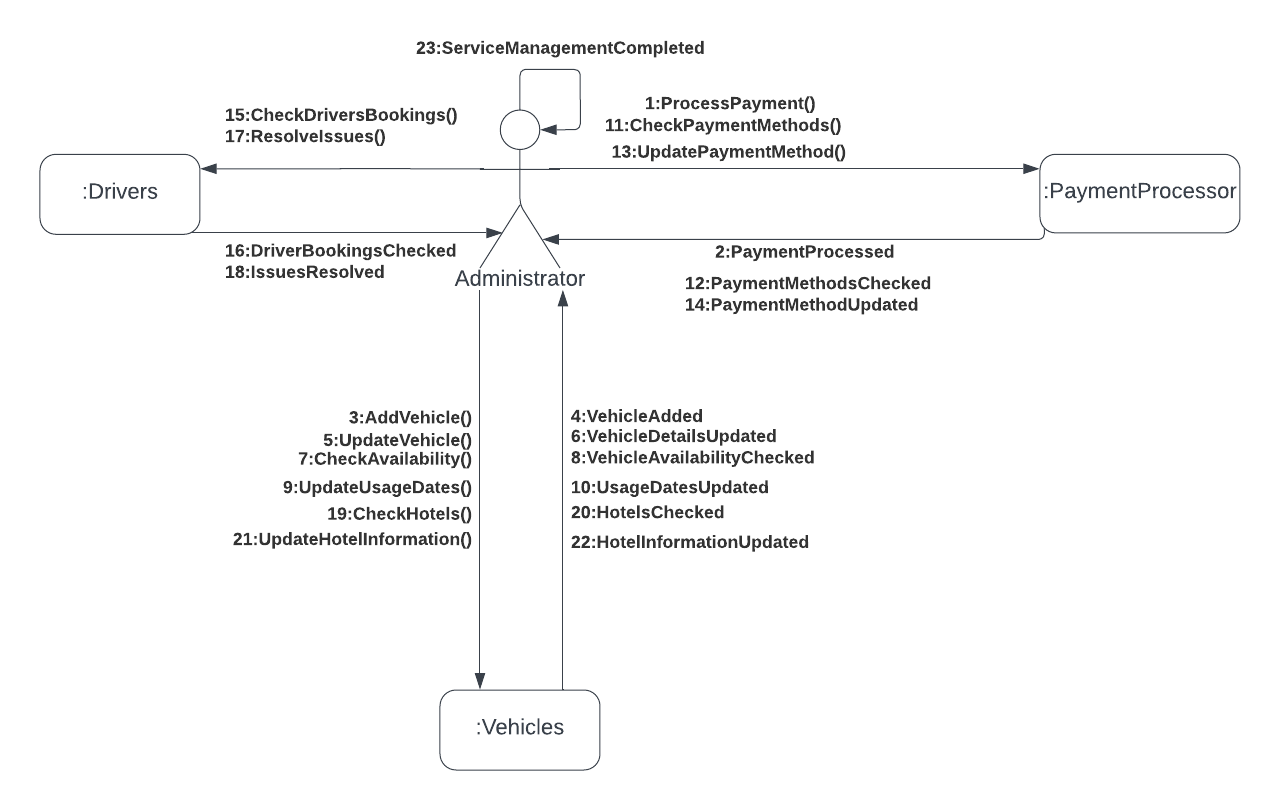 23:ServiceManagementCompleted
15:CheckDriversBookings()
17:ResolveIssues()
1:ProcessPayment()
11:CheckPaymentMethods()
13:UpdatePaymentMethod()
:Drivers
:PaymentProcessor
16:DriverBookingsChecked
18:IssuesResolved
Administrator
2:PaymentProcessed
12:PaymentMethodsChecked
14:PaymentMethodUpdated
3:AddVehicle()
5:UpdateVehicle()
7:CheckAvailability()
9:UpdateUsageDates()
19:CheckHotels()
21:UpdateHotelInformation()
4:VehicleAdded
6:VehicleDetailsUpdated
8:VehicleAvailabilityChecked
10:UsageDatesUpdated
20:HotelsChecked
22:HotelInformationUpdated
:Vehicles